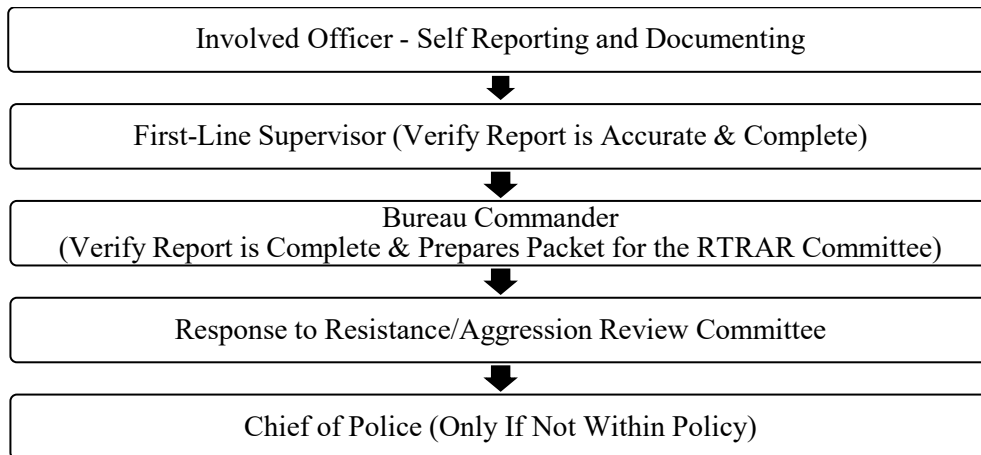 Involved Officer - Self Reporting and Documenting
First-Line Supervisor (Verify Report is Accurate & Complete)
Bureau Commander
(Verify Report is Complete & Prepares Packet for the RTRAR Committee)
Response to Resistance/Aggression Review Committee
Chief of Police (Only If Not Within Policy)